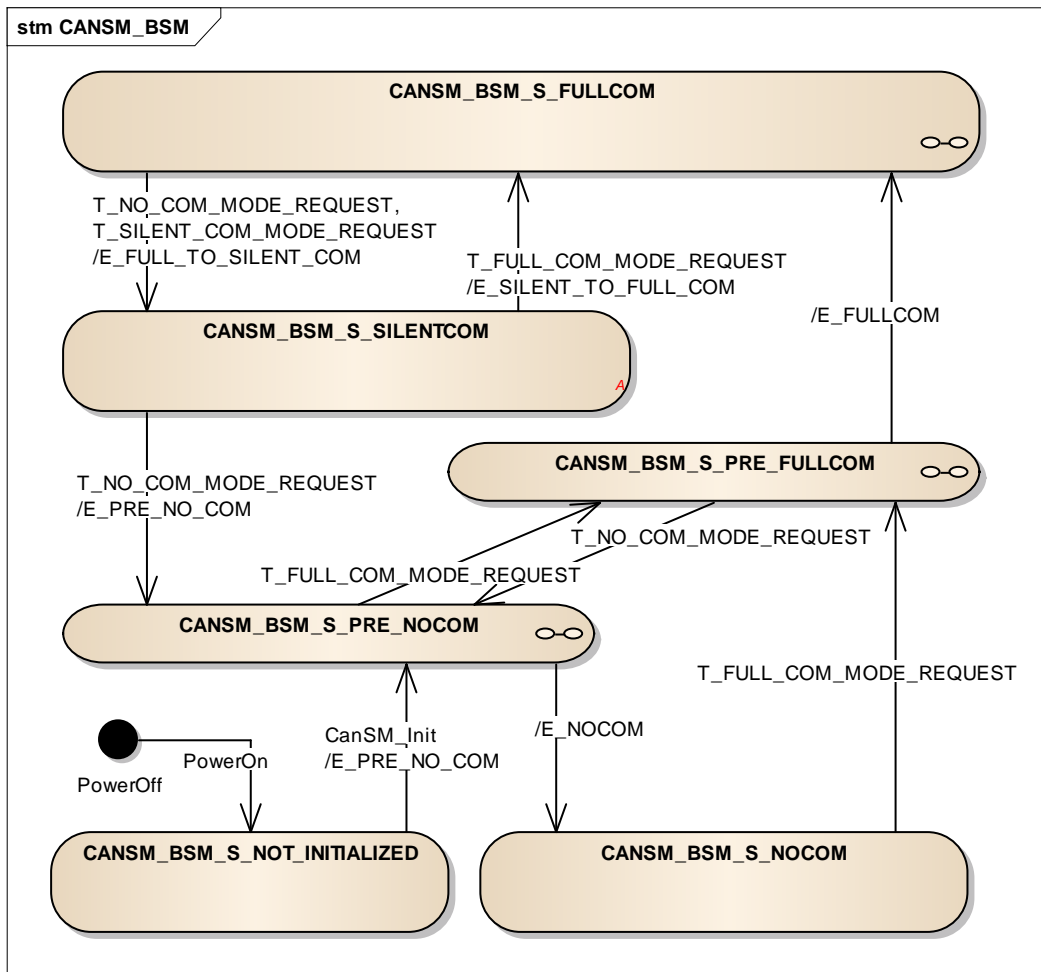 stm CANSM_BSM
CANSM_BSM_S_FULLCOM
T_NO_COM_MODE_REQUEST,
T_SILENT_COM_MODE_REQUEST
/E_FULL_TO_SILENT_COM
T_FULL_COM_MODE_REQUEST
/E_SILENT_TO_FULL_COM
/E_FULLCOM
CANSM_BSM_S_SILENTCOM
A
CANSM_BSM_S_PRE_FULLCOM
T_NO_COM_MODE_REQUEST
/E_PRE_NO_COM
T_NO_COM_MODE_REQUEST
T_FULL_COM_MODE_REQUEST
CANSM_BSM_S_PRE_NOCOM
T_FULL_COM_MODE_REQUEST
CanSM_Init
/E_PRE_NO_COM
/E_NOCOM
PowerOn
PowerOff
CANSM_BSM_S_NOT_INITIALIZED
CANSM_BSM_S_NOCOM